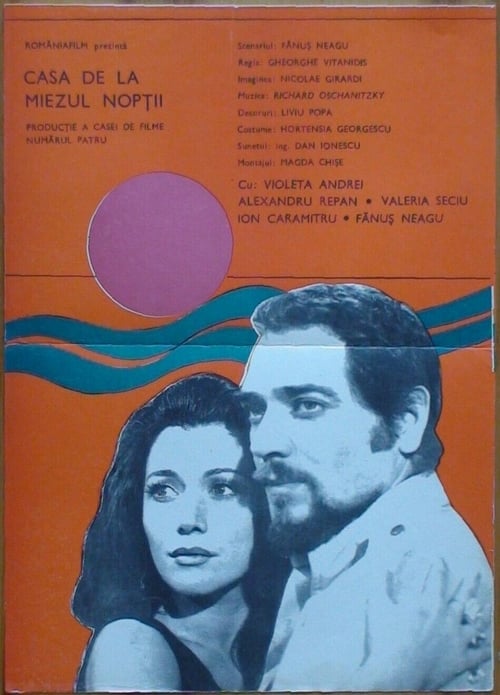 ROMÂNIAFILM prezintă
CASA DE LA
MIEZUL NOPȚII
PRODUCȚIE A CASEI DE FILME
NUMĂRUL PATRU
Scenariul: FĂNUȘ NEAGU
Regia: GHEORGHE VITANIDIS
Imaginea: NICOLAE GIRARDI
Muzica: RICHARD OSCHANITZKY
Decoruri: LIVIU POPA
Costume: HORTENSIA GEORGESCU
Sunetul: ing. DAN IONESCU
Montajul: MAGDA CHIȘE
Cu: VIOLETA ANDREI
ALEXANDRU REPAN • VALERIA SECIU
ION CARAMITRU • FĂNUȘ NEAGU